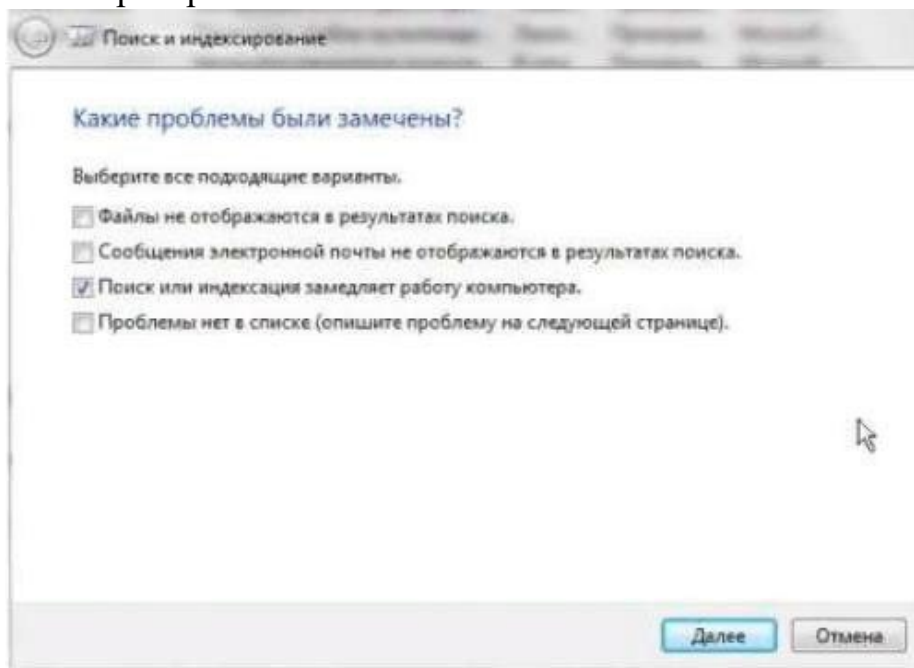 Поиск и индексирование
Какие проблемы были замечены?
Выберите все подходящие варианты.
Файлы не отображаются в результатах поиска.
Сообщения электронной почты не отображаются в результатах поиска.
Поиск или индексация замедляет работу компьютера.
Проблемы нет в списке (опишите проблему на следующей странице).
Далее Отмена